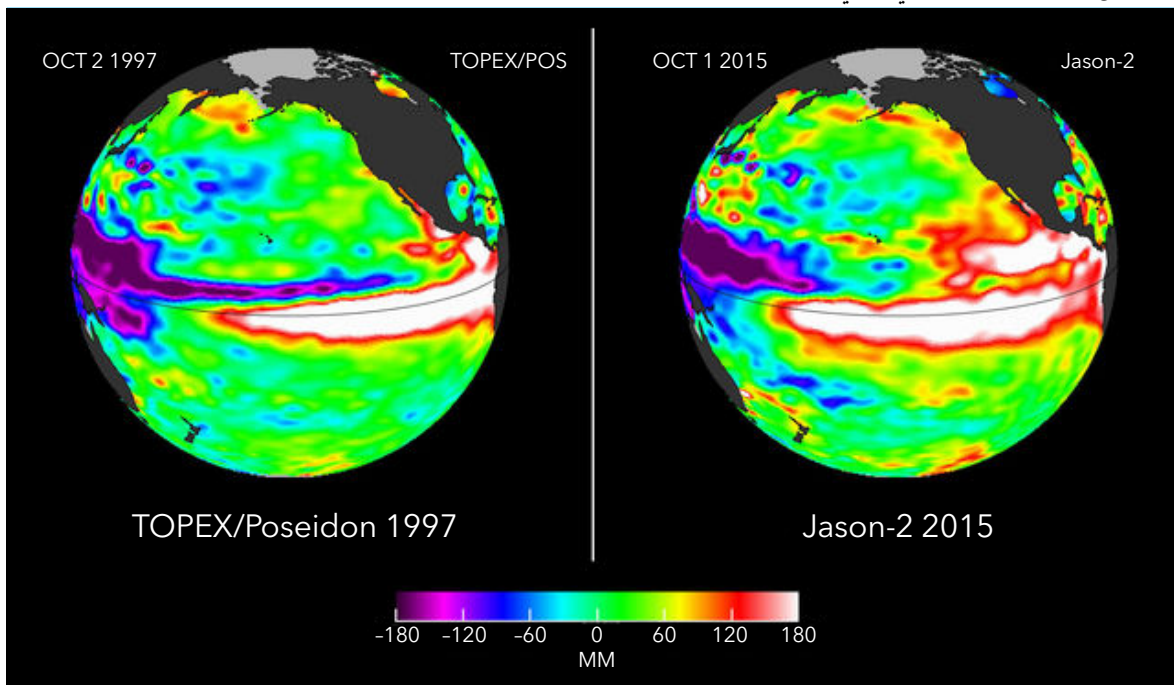 OCT 2 1997
TOPEX/POS
OCT 1 2015
Jason-2
TOPEX/Poseidon 1997
Jason-2 2015
-180 -120 -60 0 60 120 180
MM